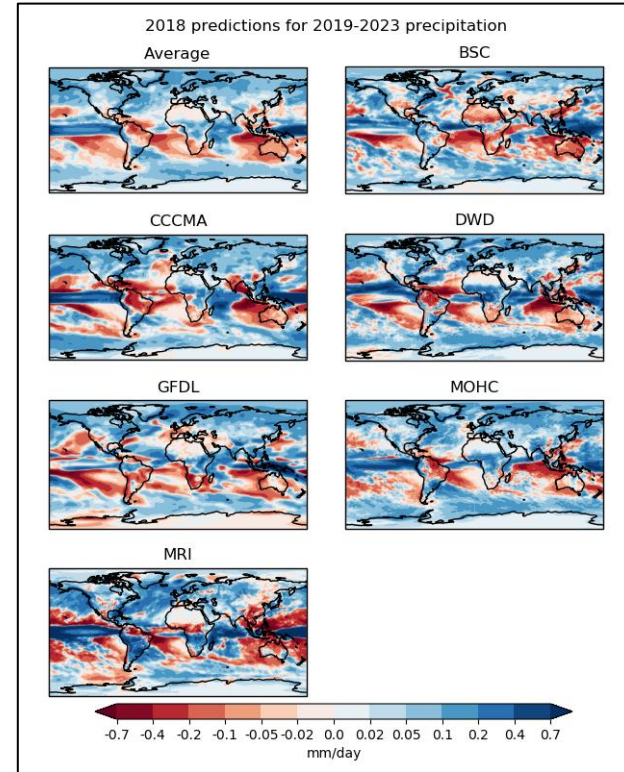 2018 predictions for 2019-2023 precipitation
Average BSC
CCCMA DWD
GFDL MOHC
MRI
-0.7 -0.4 -0.2 -0.1 -0.05 -0.02 0.0 0.02 0.05 0.1 0.2 0.4 0.7
mm/day